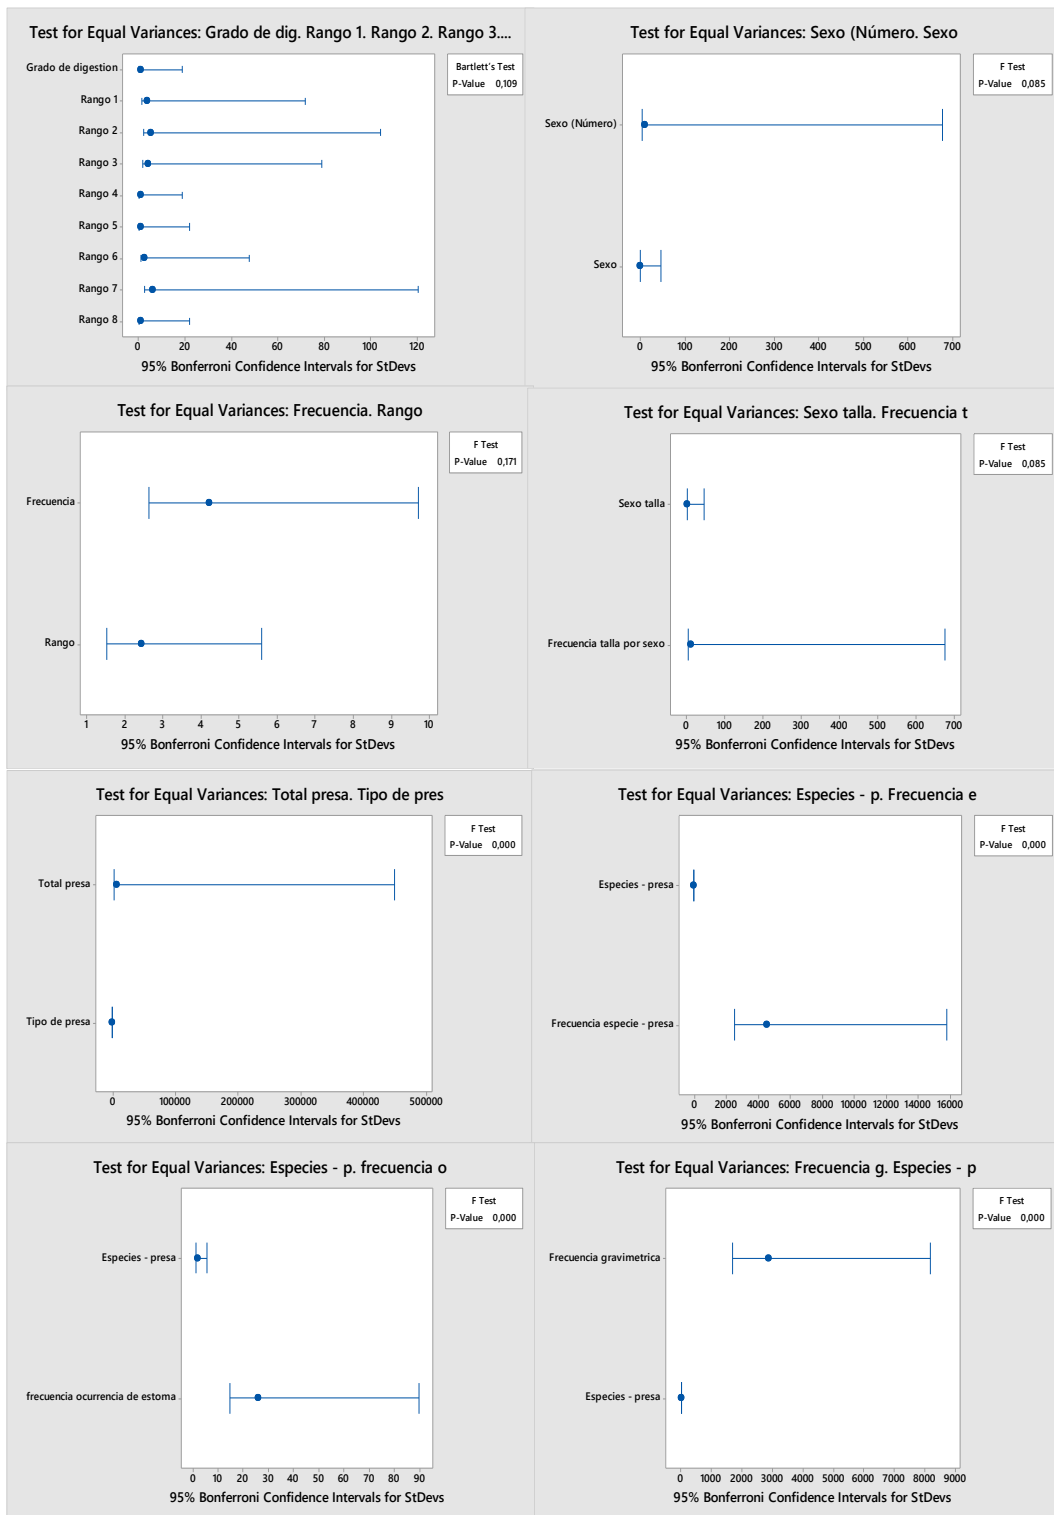 Test for Equal Variances: Grado de dig. Rango 1. Rango 2. Rango 3....
Grado de digestion
Rango 1
Rango 2
Rango 3
Rango 4
Rango 5
Rango 6
Rango 7
Rango 8
0 20 40 60 80 100 120
95% Bonferroni Confidence Intervals for StDevs
Bartlett's Test
P-Value 0,109
Test for Equal Variances: Sexo (Número. Sexo
Sexo (Número)
Sexo
0 100 200 300 400 500 600 700
95% Bonferroni Confidence Intervals for StDevs
F Test
P-Value 0,085
Test for Equal Variances: Frecuencia. Rango
Frecuencia
Rango
1 2 3 4 5 6 7 8 9 10
95% Bonferroni Confidence Intervals for StDevs
F Test
P-Value 0,171
Test for Equal Variances: Sexo talla. Frecuencia t
Sexo talla
Frecuencia talla por sexo
0 100 200 300 400 500 600 700
95% Bonferroni Confidence Intervals for StDevs
F Test
P-Value 0,085
Test for Equal Variances: Total presa. Tipo de pres
Total presa
Tipo de presa
0 100000 200000 300000 400000 500000
95% Bonferroni Confidence Intervals for StDevs
F Test
P-Value 0,000
Test for Equal Variances: Especies - p. Frecuencia e
Especies - presa
Frecuencia especie - presa
0 2000 4000 6000 8000 10000 12000 14000 16000
95% Bonferroni Confidence Intervals for StDevs
F Test
P-Value 0,000
Test for Equal Variances: Especies - p. frecuencia o
Especies - presa
frecuencia ocurrencia de estoma
0 10 20 30 40 50 60 70 80 90
95% Bonferroni Confidence Intervals for StDevs
F Test
P-Value 0,000
Test for Equal Variances: Frecuencia g. Especies - p
Frecuencia gravimetrica
Especies - presa
0 1000 2000 3000 4000 5000 6000 7000 8000 9000
95% Bonferroni Confidence Intervals for StDevs
F Test
P-Value 0,000